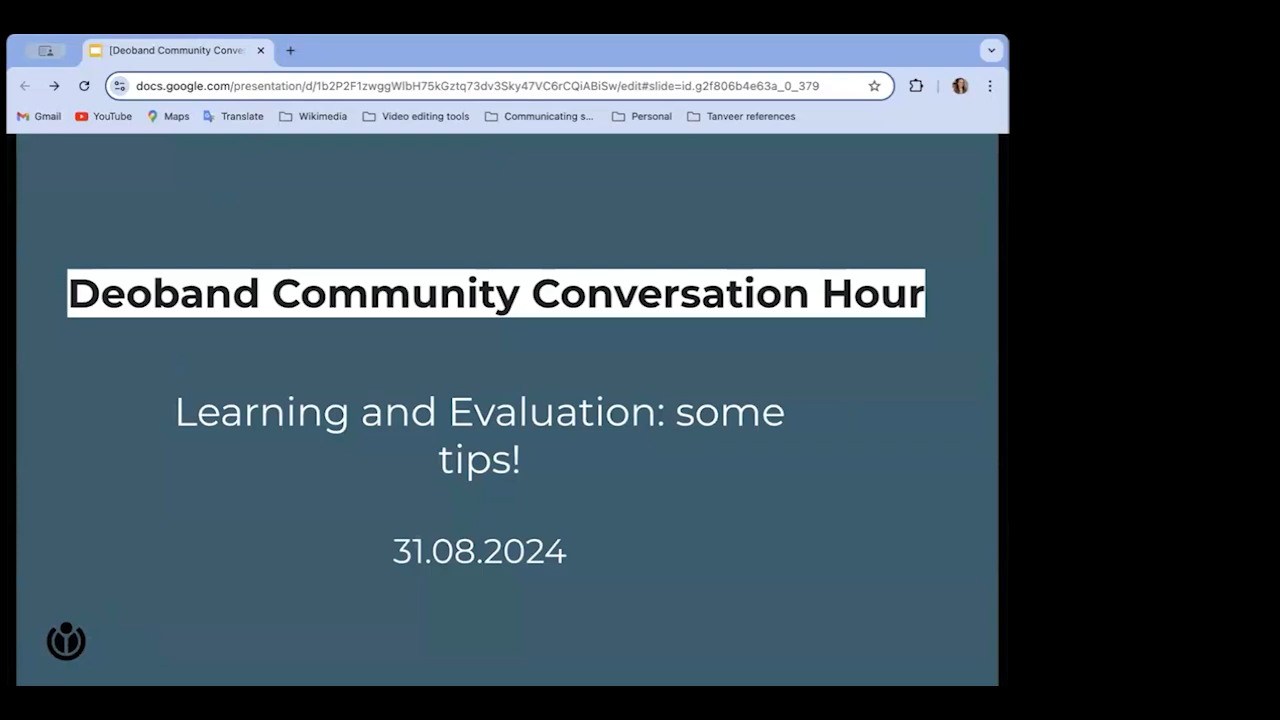 [Deoband Community Conve
docs.google.com/presentation/d/1b2P2F1zwggWlbH75kGztq73dv3Sky47VC6rCQiABiSw/edit#slide=id.g2f806b4e63a_0_379
Gmail YouTube Maps Translate Wikimedia Video editing tools Communicating s... Personal Tanveer references
Deoband Community Conversation Hour
Learning and Evaluation: some
tips!
31.08.2024